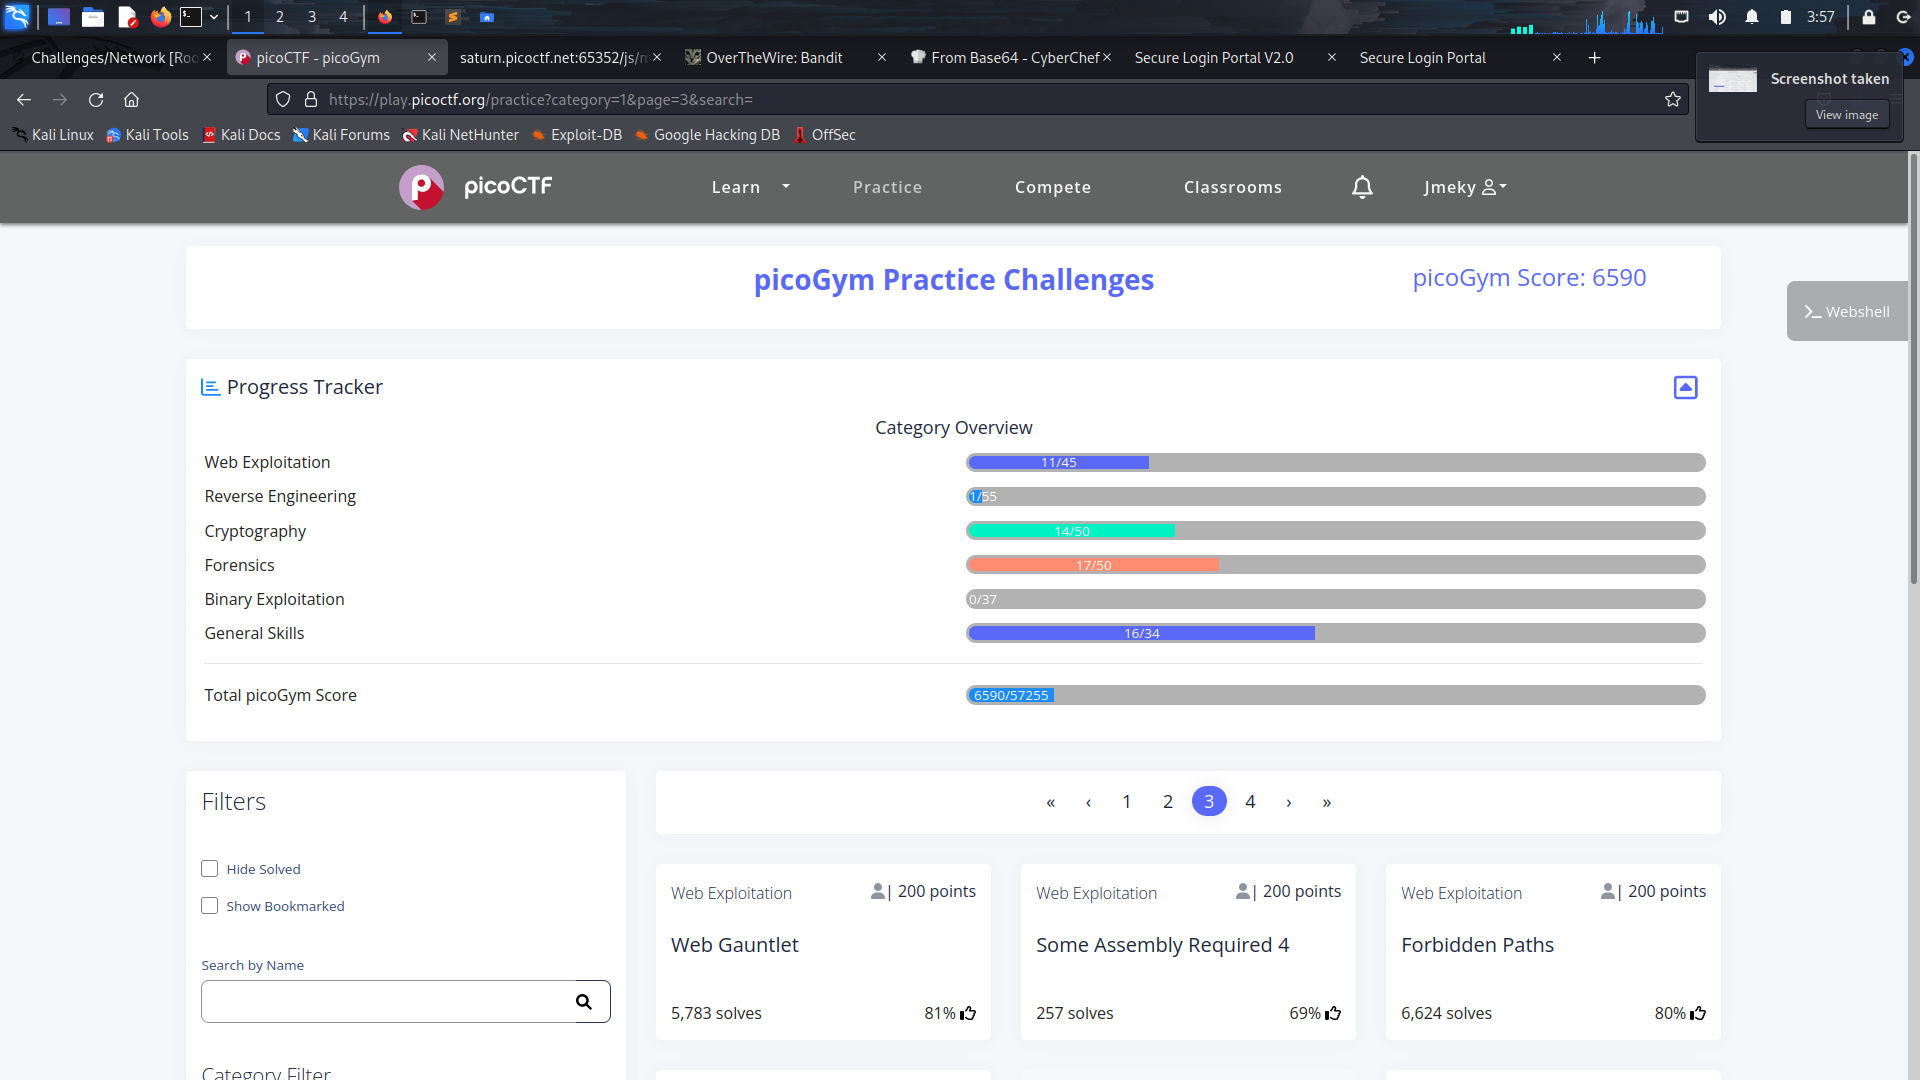 1 2 3 4 3:57
Challenges/Network [Roo picoCTF - picoGym saturn.picoctf.net:65352/js/m OverTheWire: Bandit From Base64 - CyberChef Secure Login Portal V2.0 Secure Login Portal
Screenshot taken
View image
https://play.picoctf.org/practice?category=1&page=3&search=
Kali Linux Kali Tools Kali Docs Kali Forums Kali NetHunter Exploit-DB Google Hacking DB OffSec
picoCTF Learn Practice Compete Classrooms Jmeky
picoGym Practice Challenges picoGym Score: 6590
Webshell
Progress Tracker
Category Overview
Web Exploitation 11/45
Reverse Engineering 1/55
Cryptography 14/50
Forensics 17/50
Binary Exploitation 0/37
General Skills 16/34
Total picoGym Score 6590/57255
Filters
Hide Solved
Show Bookmarked
Search by Name
Category Filter
« ‹ 1 2 3 4 › »
Web Exploitation | 200 points
Web Gauntlet
5,783 solves 81%
Web Exploitation | 200 points
Some Assembly Required 4
257 solves 69%
Web Exploitation | 200 points
Forbidden Paths
6,624 solves 80%